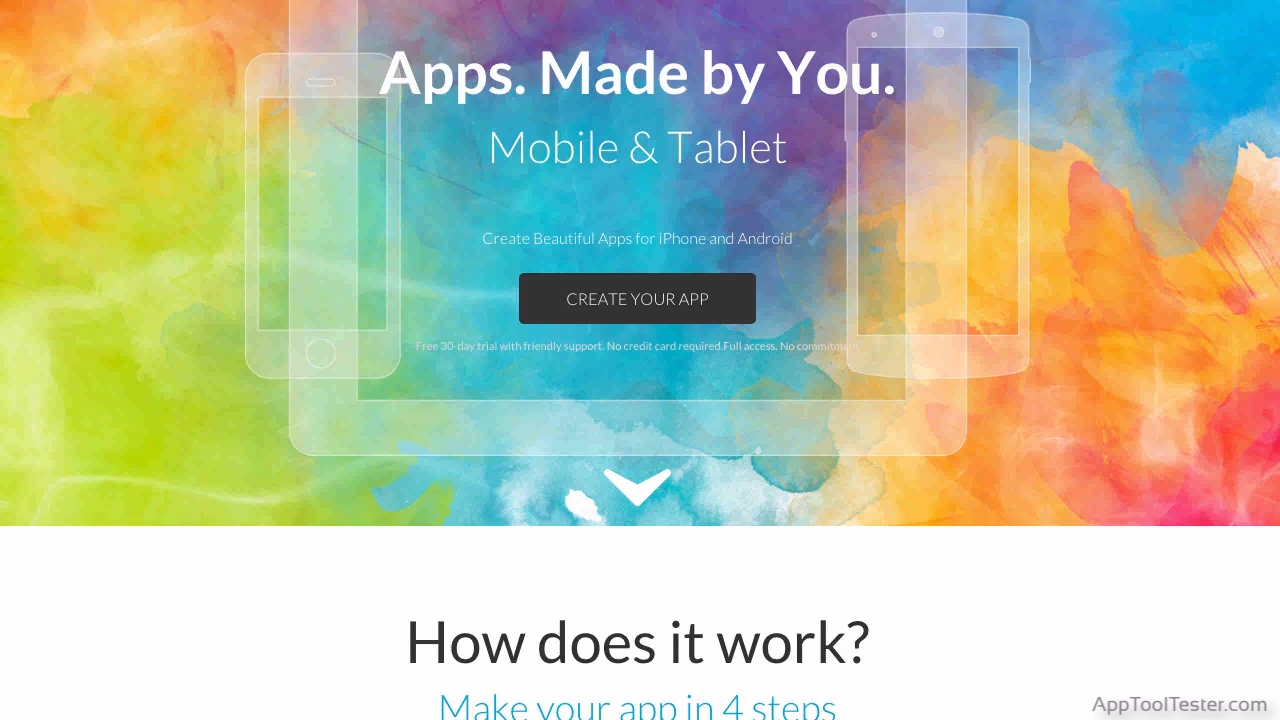 Apps. Made by You.
Mobile & Tablet
Create Beautiful Apps for iPhone and Android
CREATE YOUR APP
Free 30-day trial with friendly support. No credit card required.Full access. No commitment.
How does it work?
Make your app in 4 steps
AppToolTester.com